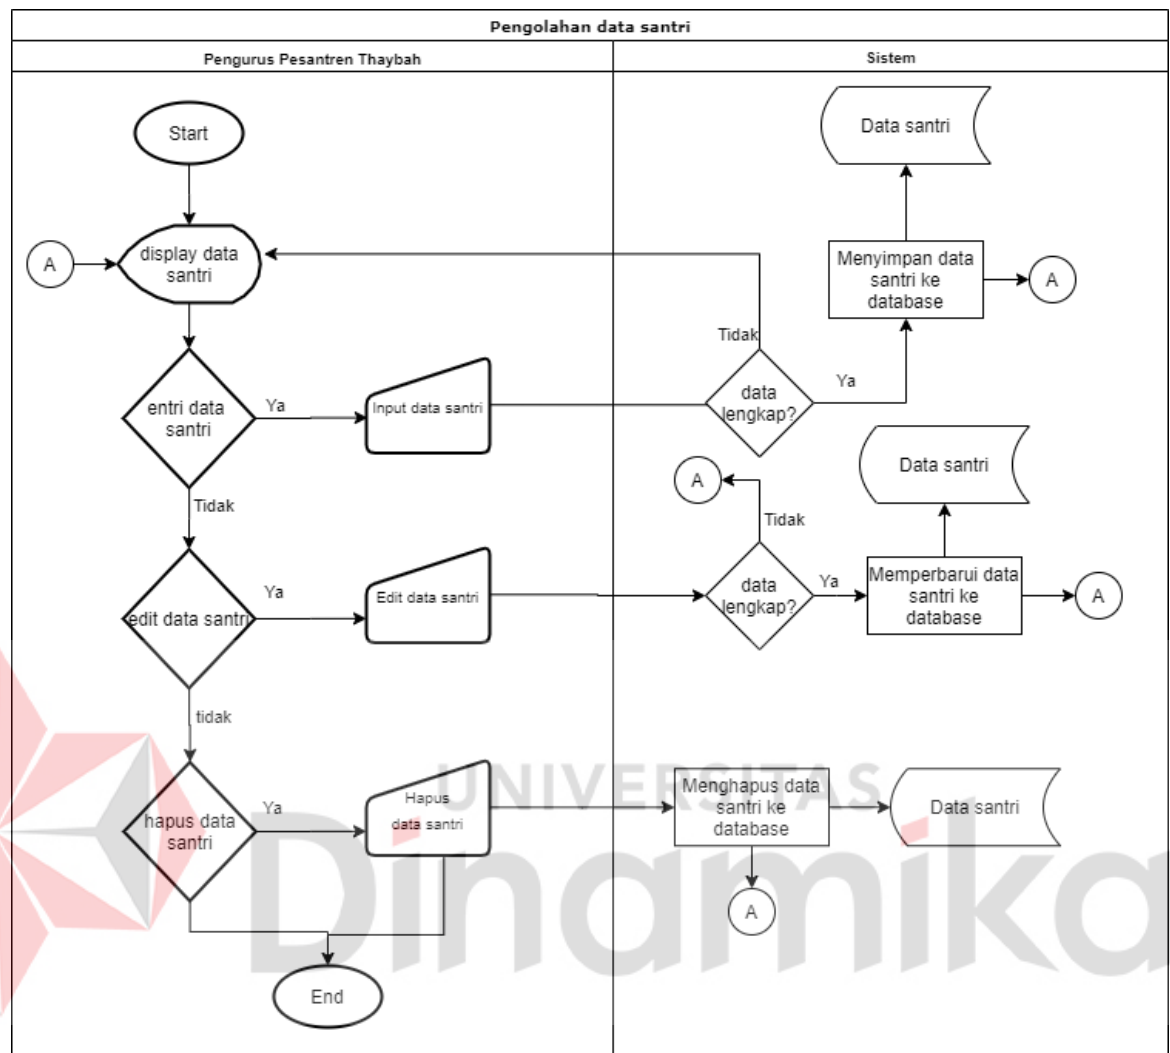 Pengolahan data santri
Pengurus Pesantren Thaybah
Sistem
Start
Data santri
A
display data
santri
Menyimpan data
santri ke
database
A
Tidak
entri data
santri
Ya
Input data santri
data
lengkap?
Ya
Data santri
A
Tidak
Tidak
edit data santri
Ya
Edit data santri
data
lengkap?
Ya
Memperbarui data
santri ke
database
A
tidak
UNIVERSITAS
Dinamika
hapus data
santri
Ya
Hapus
data santri
Menghapus data
santri ke
database
Data santri
A
End